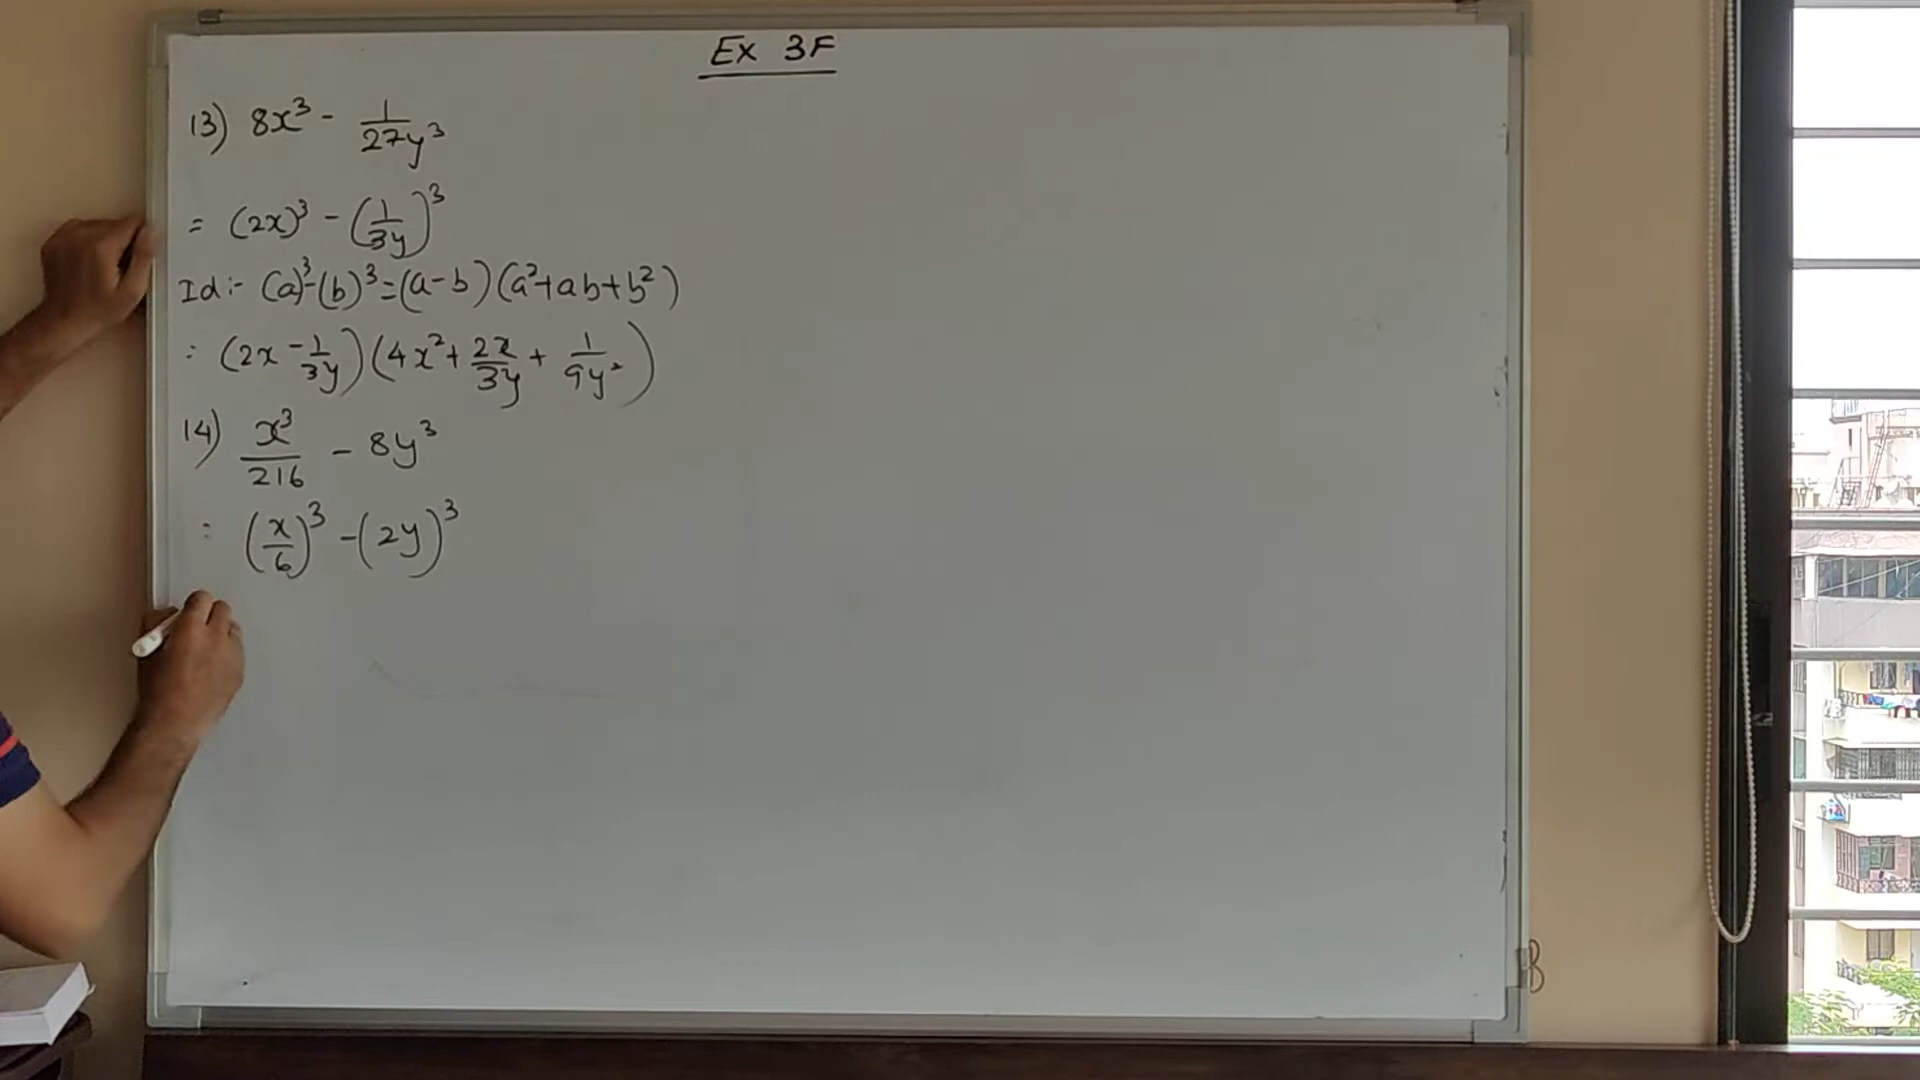 Ex 3F
13) 8x³ - 1/27y³
= (2x)³ - (1/3y)³
Id:- (a)³-(b)³=(a-b)(a²+ab+b²)
: (2x - 1/3y)(4x² + 2x/3y + 1/9y²)
14) x³/216 - 8y³
: (x/6)³ - (2y)³